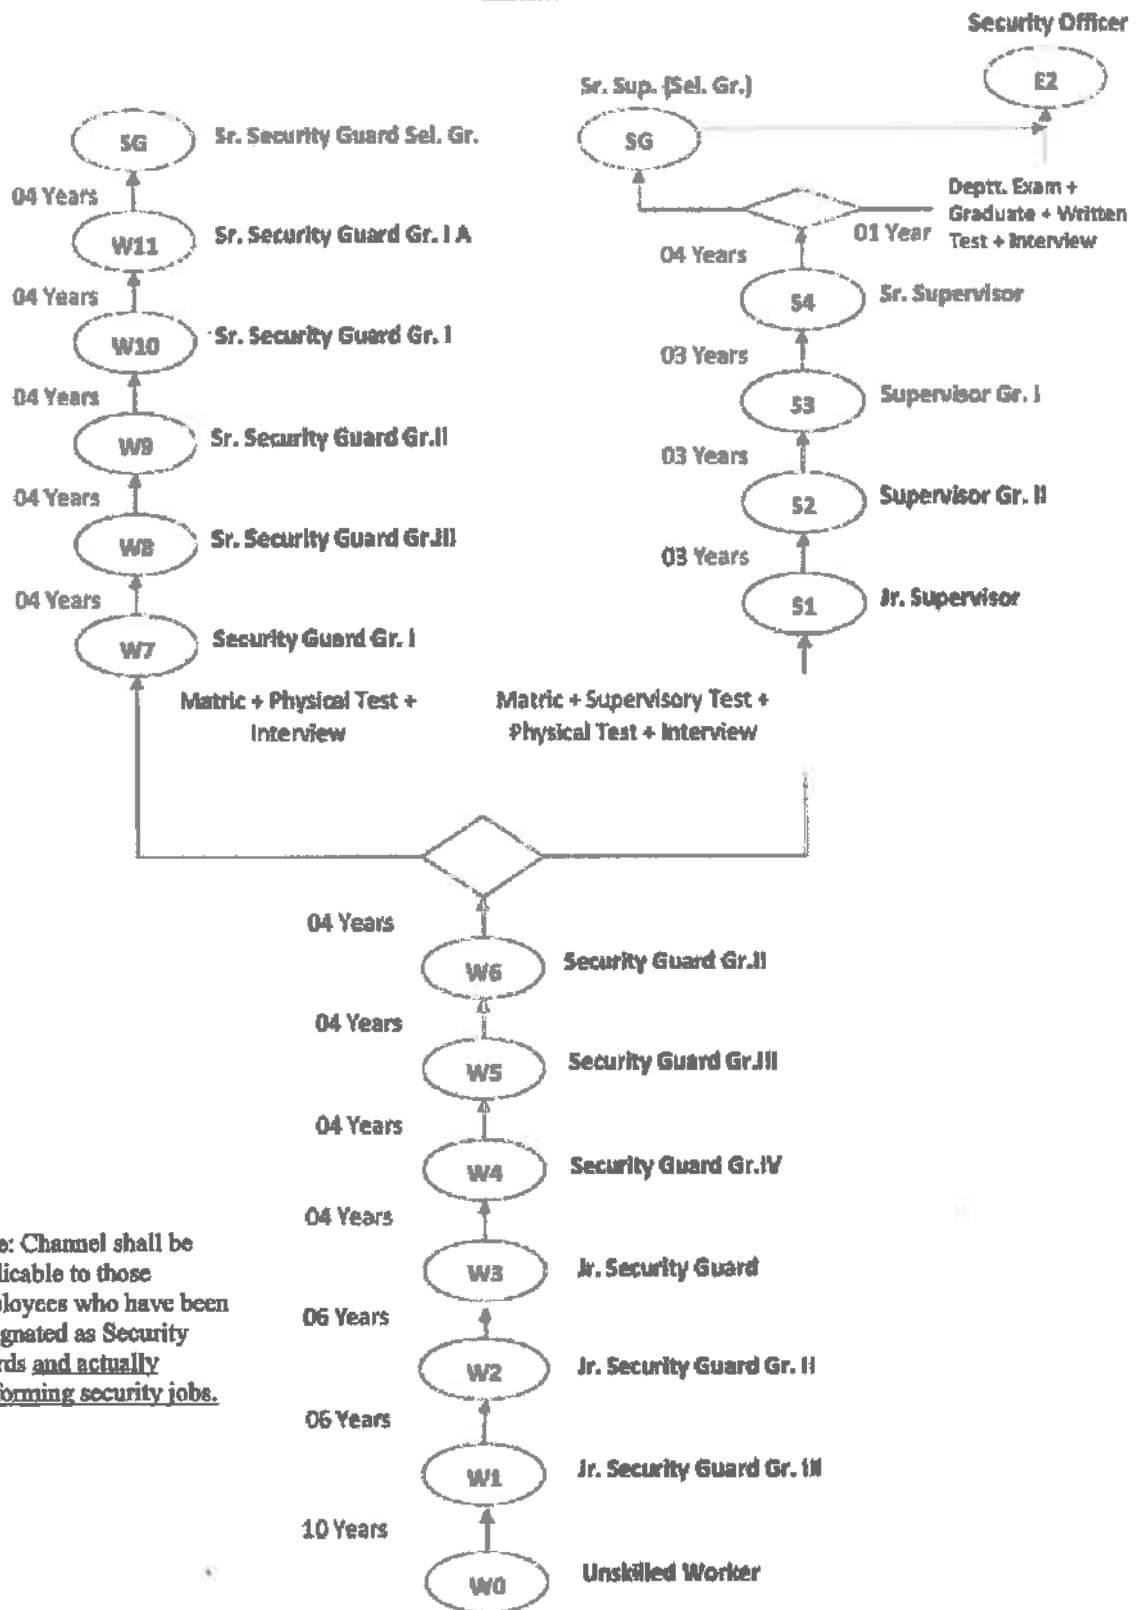 Security Officer
E2
Sr. Sup. (Sel. Gr.)
SG
Deptt. Exam +
Graduate + Written
Test + Interview
01 Year
04 Years
S4
Sr. Supervisor
03 Years
S3
Supervisor Gr. I
03 Years
S2
Supervisor Gr. II
03 Years
S1
Jr. Supervisor
Matric + Supervisory Test +
Physical Test + Interview
SG
Sr. Security Guard Sel. Gr.
04 Years
W11
Sr. Security Guard Gr. I A
04 Years
W10
Sr. Security Guard Gr. I
04 Years
W9
Sr. Security Guard Gr.II
04 Years
W8
Sr. Security Guard Gr.III
04 Years
W7
Security Guard Gr. I
Matric + Physical Test +
Interview
04 Years
W6
Security Guard Gr.II
04 Years
W5
Security Guard Gr.III
04 Years
W4
Security Guard Gr.IV
04 Years
W3
Jr. Security Guard
06 Years
W2
Jr. Security Guard Gr. II
06 Years
W1
Jr. Security Guard Gr. III
10 Years
W0
Unskilled Worker
e: Channel shall be
licable to those
loyees who have been
gnated as Security
rds and actually
forming security jobs.